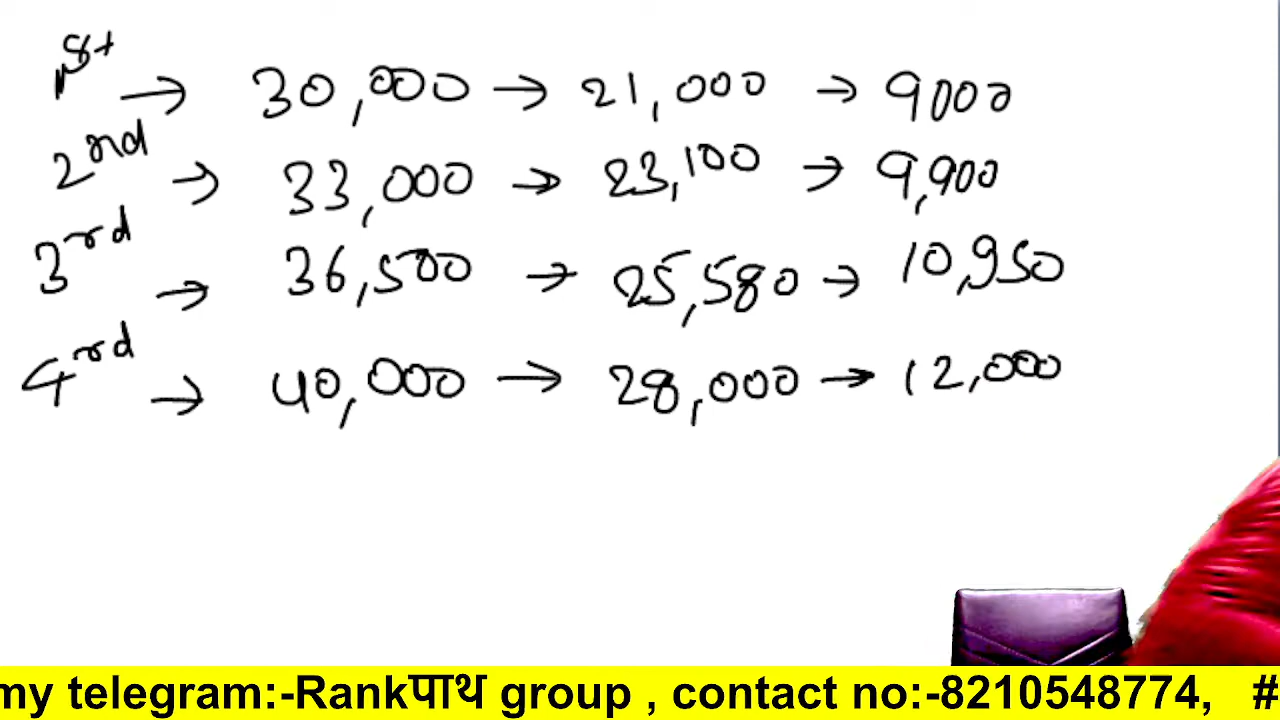 1st → 30,000 → 21,000 → 9000
2nd → 33,000 → 23,100 → 9,900
3rd → 36,500 → 25,580 → 10,950
4rd → 40,000 → 28,000 → 12,000
my telegram:-Rankपाथ group , contact no:-8210548774, #